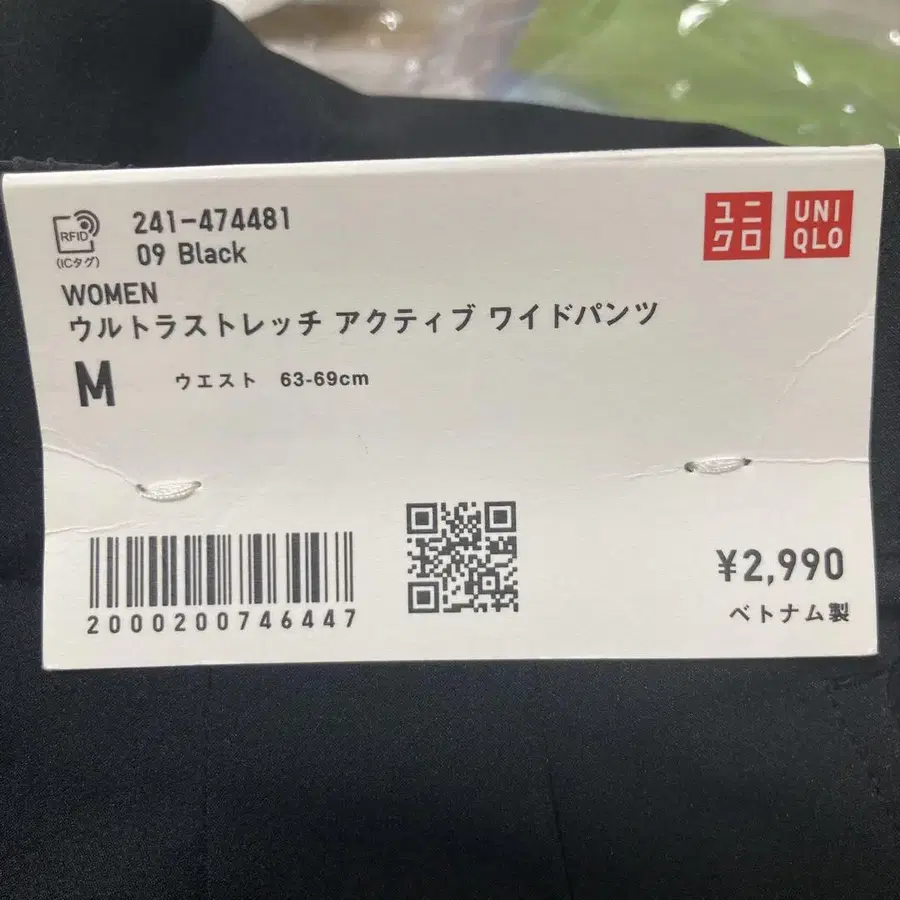 RFID
(ICタグ)
241-474481
09 Black
ユニ
クロ
UNI
QLO
WOMEN
ウルトラストレッチ アクティブ ワイドパンツ
M ウエスト 63-69cm
2000200746447
¥2,990
ベトナム製